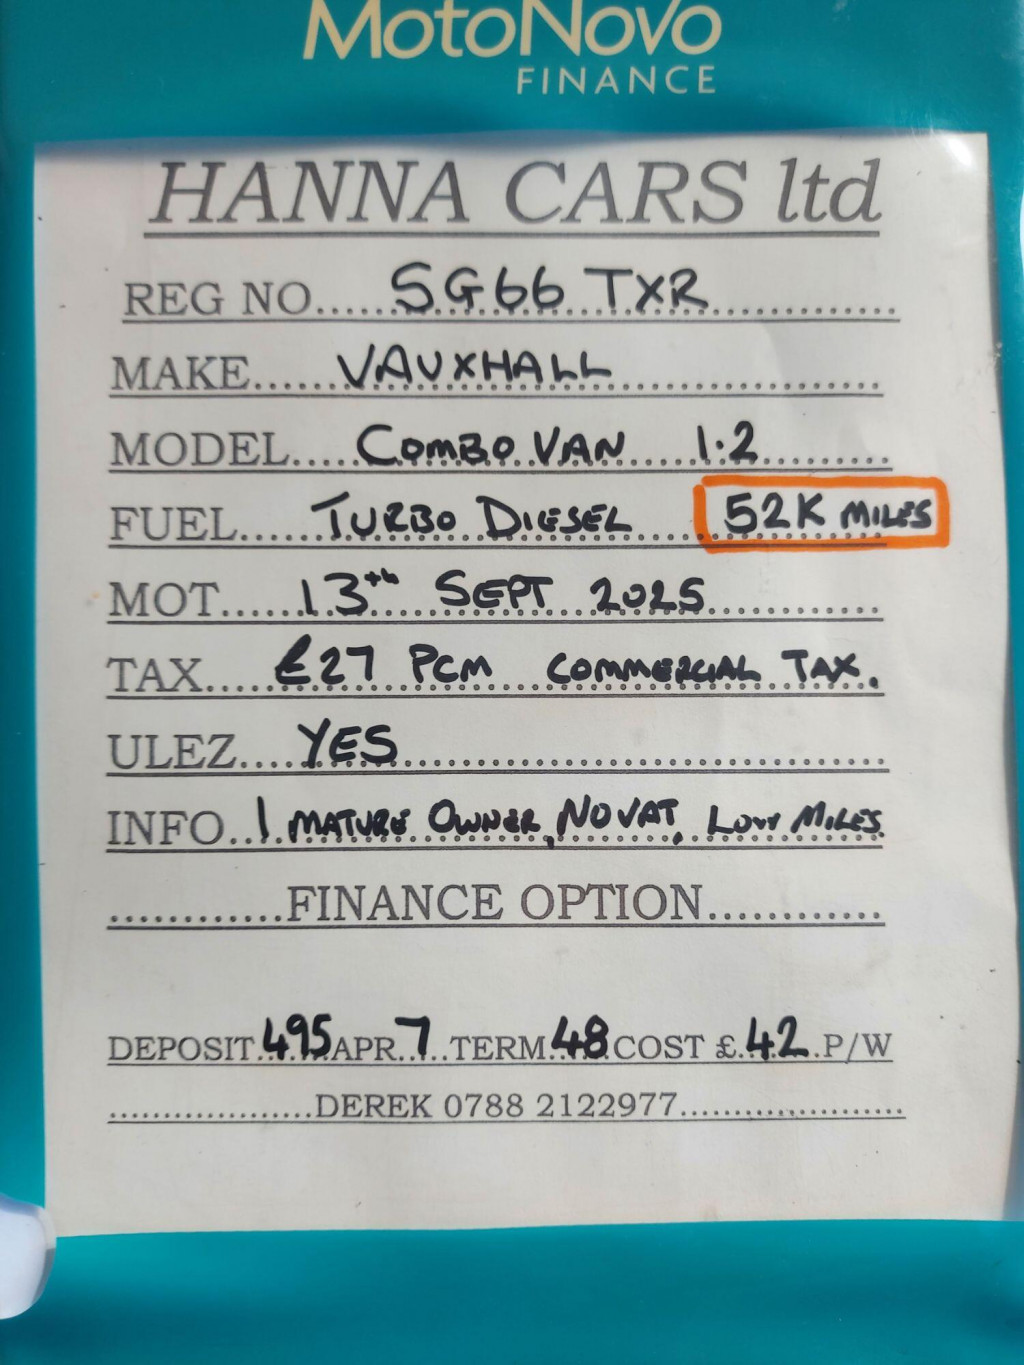 MotoNovo
FINANCE
HANNA CARS ltd
REG NO......SG66 TXR..............
MAKE......VAUXHALL..................
MODEL.....COMBO VAN....1.2.........
FUEL......TURBO DIESEL....52K MILES
MOT......13th SEPT 2025............
TAX.....£27 PCM COMMERCIAL TAX.
ULEZ....YES..............................
INFO..1 MATURE OWNER, NO VAT, LOW MILES
............FINANCE OPTION............
DEPOSIT.495 APR.7.TERM.48 COST £.42.P/W
..................DEREK 0788 2122977....................